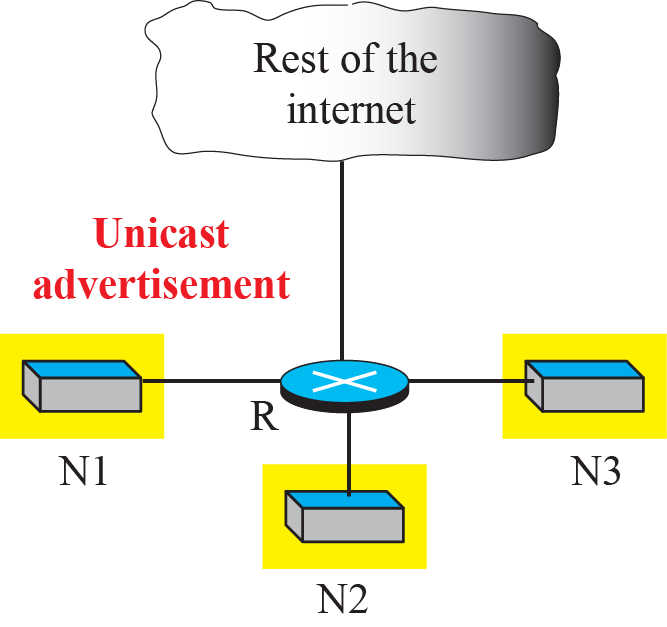 Rest of the
internet
Unicast
advertisement
R
N1
N3
N2